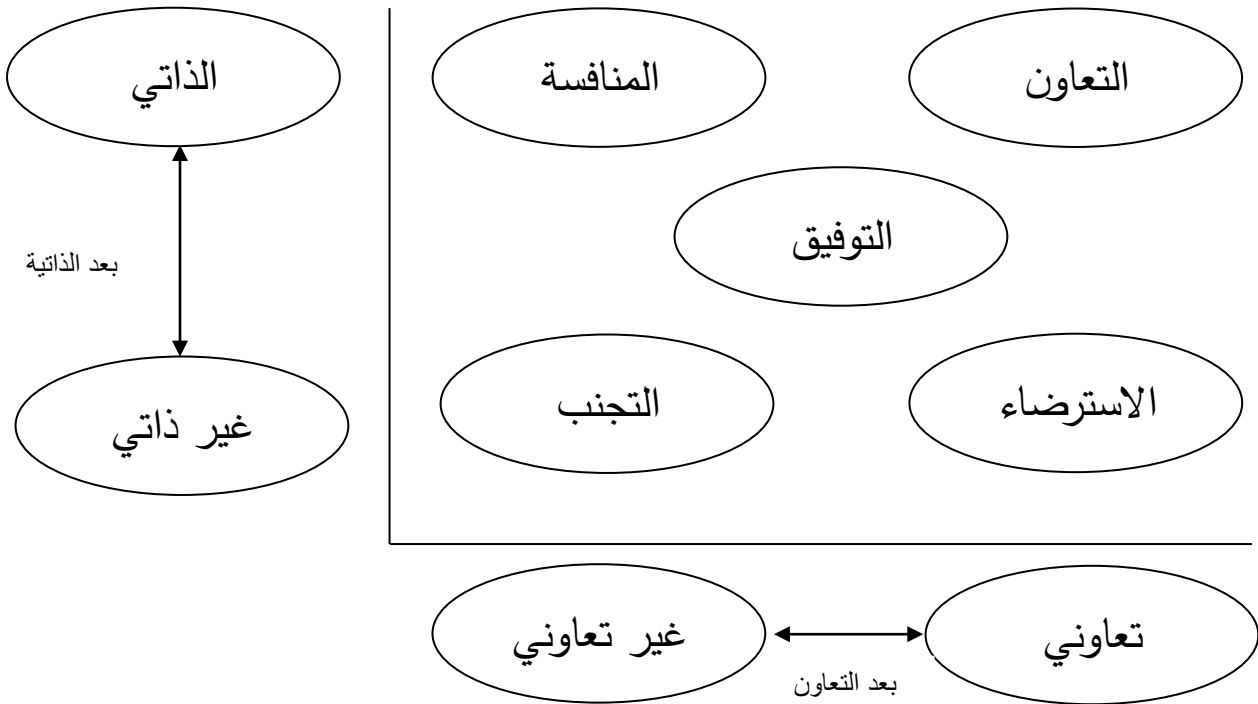 التعاون
المنافسة
الذاتي
التوفيق
بعد الذاتية
الاسترضاء
التجنب
غير ذاتي
تعاوني
غير تعاوني
بعد التعاون